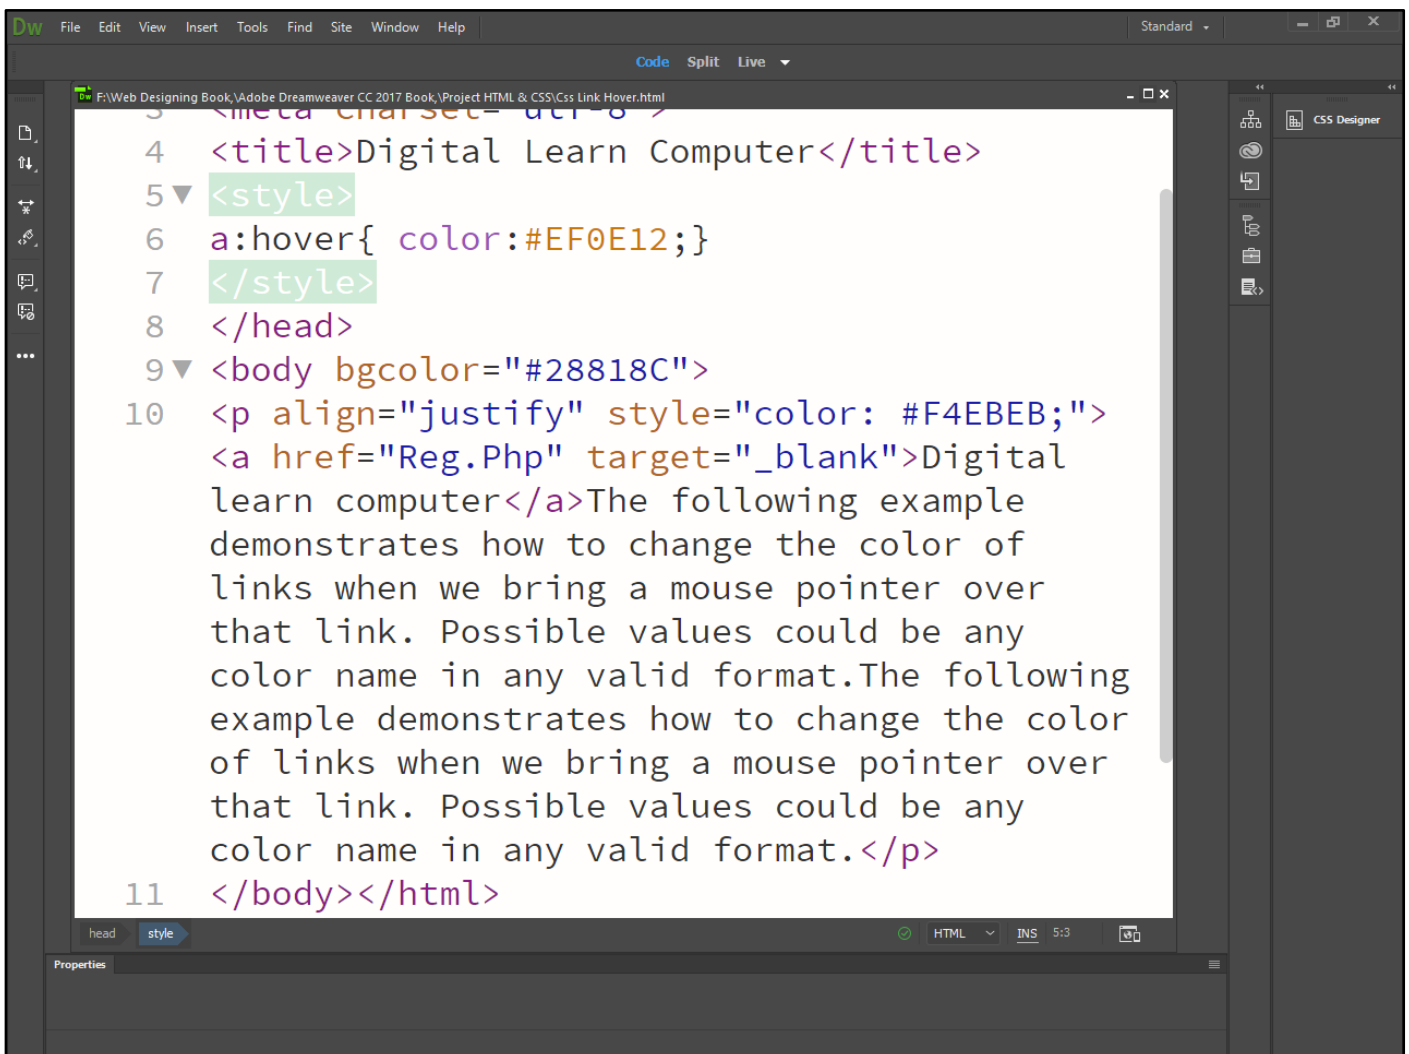 Dw File Edit View Insert Tools Find Site Window Help Standard
Code Split Live
Dw F:\Web Designing Book,\Adobe Dreamweaver CC 2017 Book,\Project HTML & CSS\Css Link Hover.html
CSS Designer
3 <meta charset="utf-8">
4 <title>Digital Learn Computer</title>
5 <style>
6 a:hover{ color:#EF0E12;}
7 </style>
8 </head>
9 <body bgcolor="#28818C">
10 <p align="justify" style="color: #F4EBEB;">
<a href="Reg.Php" target="_blank">Digital
learn computer</a>The following example
demonstrates how to change the color of
links when we bring a mouse pointer over
that link. Possible values could be any
color name in any valid format.The following
example demonstrates how to change the color
of links when we bring a mouse pointer over
that link. Possible values could be any
color name in any valid format.</p>
11 </body></html>
head style HTML INS 5:3
Properties